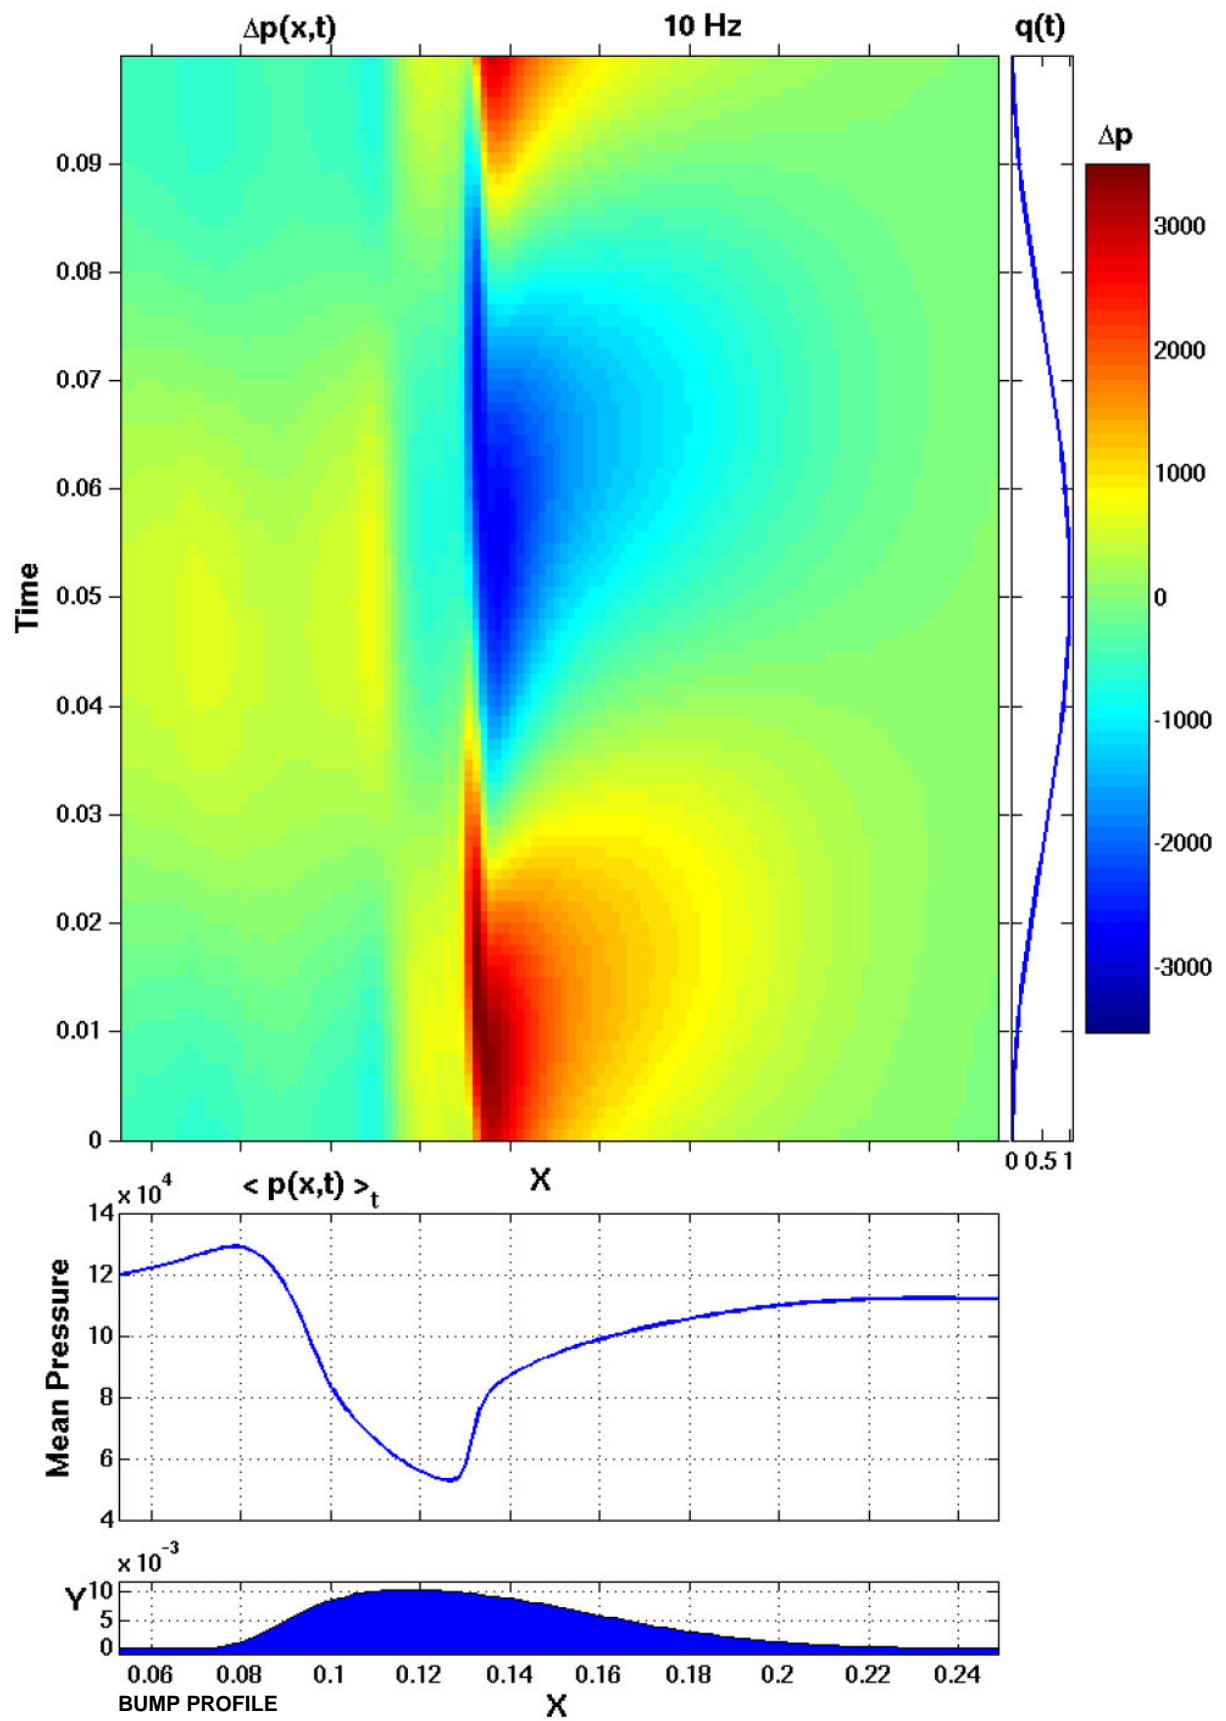 Δp(x,t) 10 Hz q(t)
Δp
0.09
0.08
0.07
0.06
0.05
0.04
0.03
0.02
0.01
0
Time
3000
2000
1000
0
-1000
-2000
-3000
0 0.5 1
X
< p(x,t) >t
x 10^4
14
12
10
8
6
4
Mean Pressure
x 10^-3
Y
10
5
0
0.06 0.08 0.1 0.12 0.14 0.16 0.18 0.2 0.22 0.24
BUMP PROFILE
X